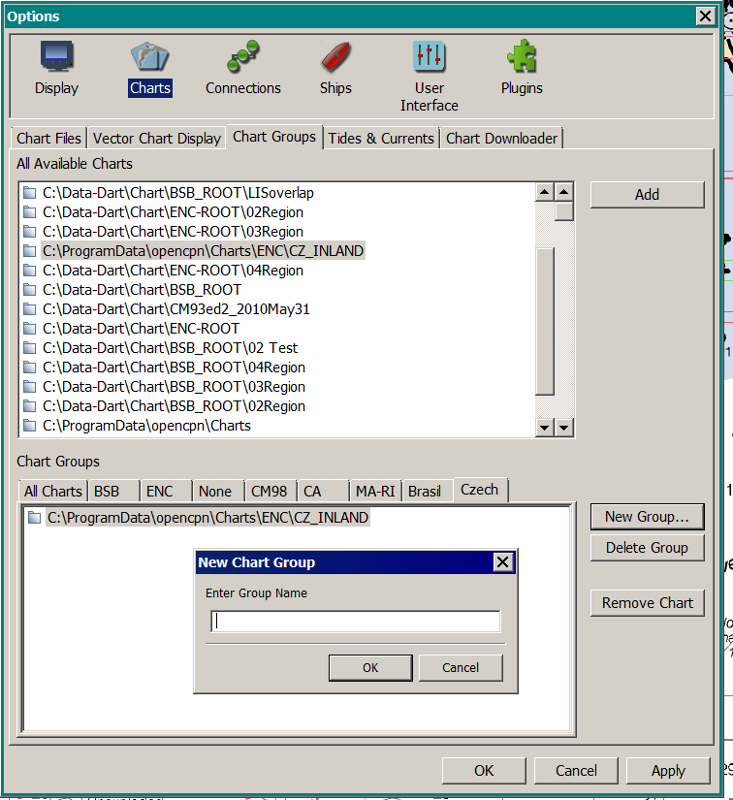 Options
Display
Charts
Connections
Ships
User
Interface
Plugins
Chart Files
Vector Chart Display
Chart Groups
Tides & Currents
Chart Downloader
All Available Charts
C:\Data-Dart\Chart\BSB_ROOT\LISoverlap
C:\Data-Dart\Chart\ENC-ROOT\02Region
C:\Data-Dart\Chart\ENC-ROOT\03Region
C:\ProgramData\opencpn\Charts\ENC\CZ_INLAND
C:\Data-Dart\Chart\ENC-ROOT\04Region
C:\Data-Dart\Chart\BSB_ROOT
C:\Data-Dart\Chart\CM93ed2_2010May31
C:\Data-Dart\Chart\ENC-ROOT
C:\Data-Dart\Chart\BSB_ROOT\02 Test
C:\Data-Dart\Chart\BSB_ROOT\04Region
C:\Data-Dart\Chart\BSB_ROOT\03Region
C:\Data-Dart\Chart\BSB_ROOT\02Region
C:\ProgramData\opencpn\Charts
Add
Chart Groups
All Charts
BSB
ENC
None
CM98
CA
MA-RI
Brasil
Czech
C:\ProgramData\opencpn\Charts\ENC\CZ_INLAND
New Group...
Delete Group
Remove Chart
New Chart Group
Enter Group Name
OK
Cancel
OK
Cancel
Apply